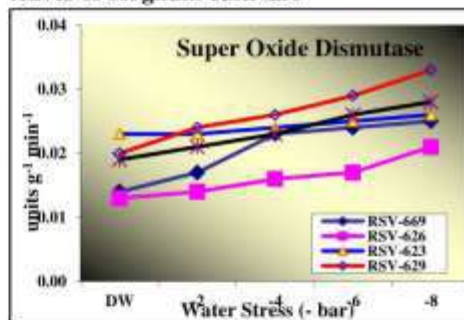 Super Oxide Dismutase
units g⁻¹ min⁻¹
0.04
0.03
0.02
0.01
0.00
DW -2 -4 -6 -8
Water Stress (- bar)
RSV-669
RSV-626
RSV-623
RSV-629